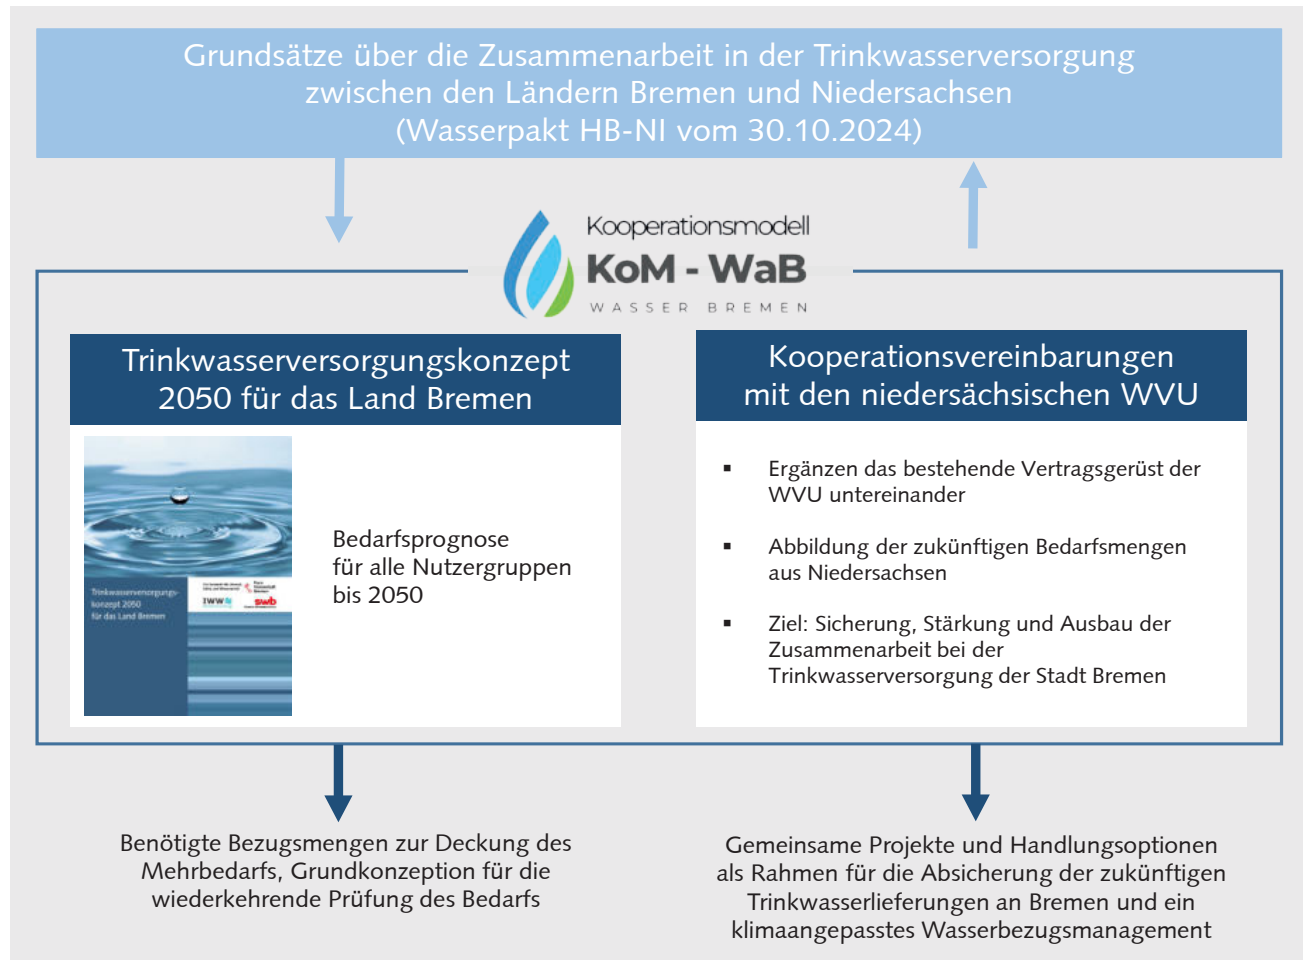 Grundsätze über die Zusammenarbeit in der Trinkwasserversorgung
zwischen den Ländern Bremen und Niedersachsen
(Wasserpakt HB-NI vom 30.10.2024)
Kooperationsmodell
KoM - WaB
WASSER BREMEN
Trinkwasserversorgungskonzept
2050 für das Land Bremen
Trinkwasserversorgungs-
konzept 2050
für das Land Bremen
IWW
swb
Bedarfsprognose
für alle Nutzergruppen
bis 2050
Kooperationsvereinbarungen
mit den niedersächsischen WVU
▪ Ergänzen das bestehende Vertragsgerüst der
WVU untereinander
▪ Abbildung der zukünftigen Bedarfsmengen
aus Niedersachsen
▪ Ziel: Sicherung, Stärkung und Ausbau der
Zusammenarbeit bei der
Trinkwasserversorgung der Stadt Bremen
Benötigte Bezugsmengen zur Deckung des
Mehrbedarfs, Grundkonzeption für die
wiederkehrende Prüfung des Bedarfs
Gemeinsame Projekte und Handlungsoptionen
als Rahmen für die Absicherung der zukünftigen
Trinkwasserlieferungen an Bremen und ein
klimaangepasstes Wasserbezugsmanagement